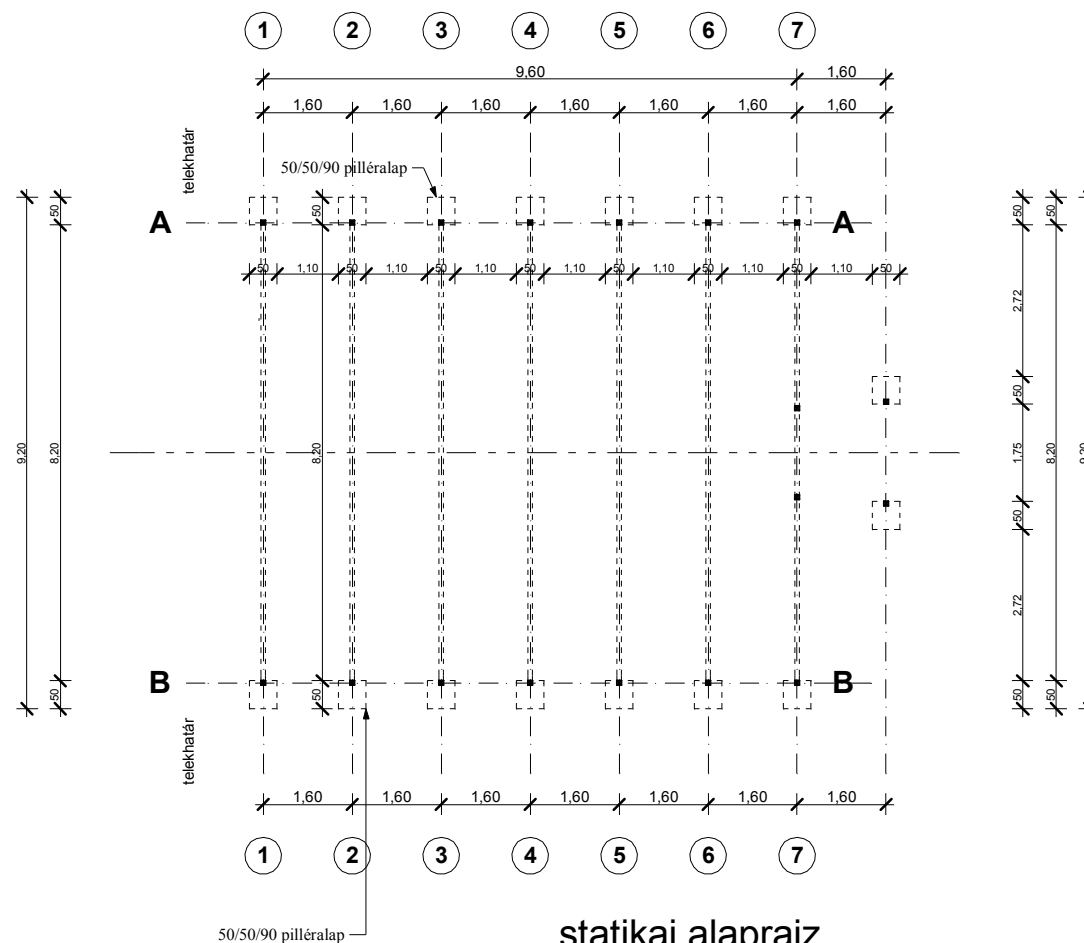 1 2 3 4 5 6 7
9,60 1,60
1,60 1,60 1,60 1,60 1,60 1,60 1,60
telekhatár
50/50/90 pilléralap
50 50 50 50
A A
50 1,10 50 1,10 50 1,10 50 1,10 50 1,10 50 1,10 50 1,10 50
2,72
50
9,20 8,20 8,20 1,75 8,20 9,20
50
2,72
B B
50 50 50 50
telekhatár
1,60 1,60 1,60 1,60 1,60 1,60 1,60
1 2 3 4 5 6 7
50/50/90 pilléralap
statikai alaprajz